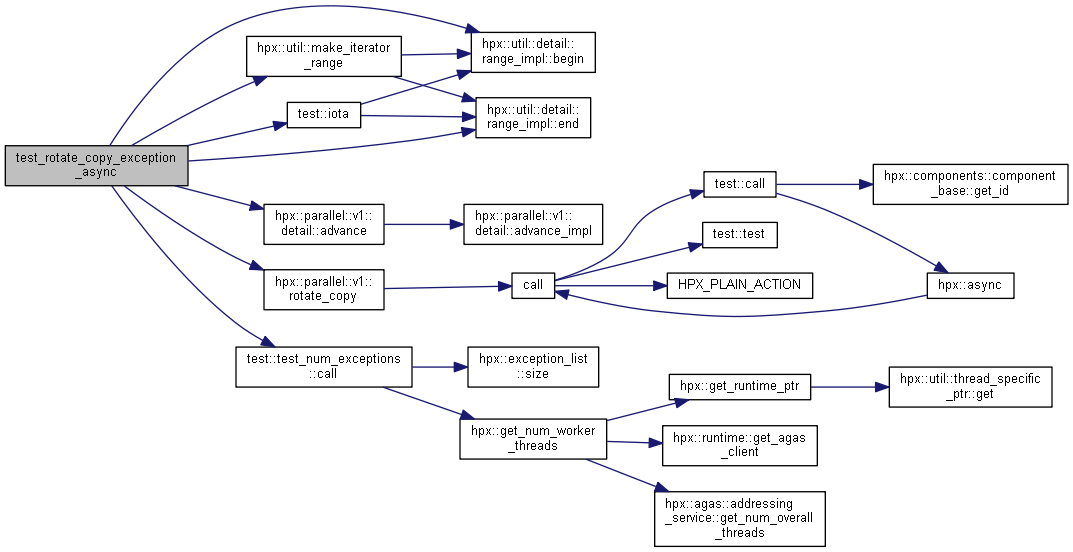 test_rotate_copy_exception
_async
hpx::util::make_iterator
_range
test::iota
hpx::util::detail::
range_impl::begin
hpx::util::detail::
range_impl::end
hpx::parallel::v1::
detail::advance
hpx::parallel::v1::
detail::advance_impl
hpx::parallel::v1::
rotate_copy
call
test::call
test::test
HPX_PLAIN_ACTION
hpx::components::component
_base::get_id
hpx::async
test::test_num_exceptions
::call
hpx::exception_list
::size
hpx::get_num_worker
_threads
hpx::get_runtime_ptr
hpx::util::thread_specific
_ptr::get
hpx::runtime::get_agas
_client
hpx::agas::addressing
_service::get_num_overall
_threads